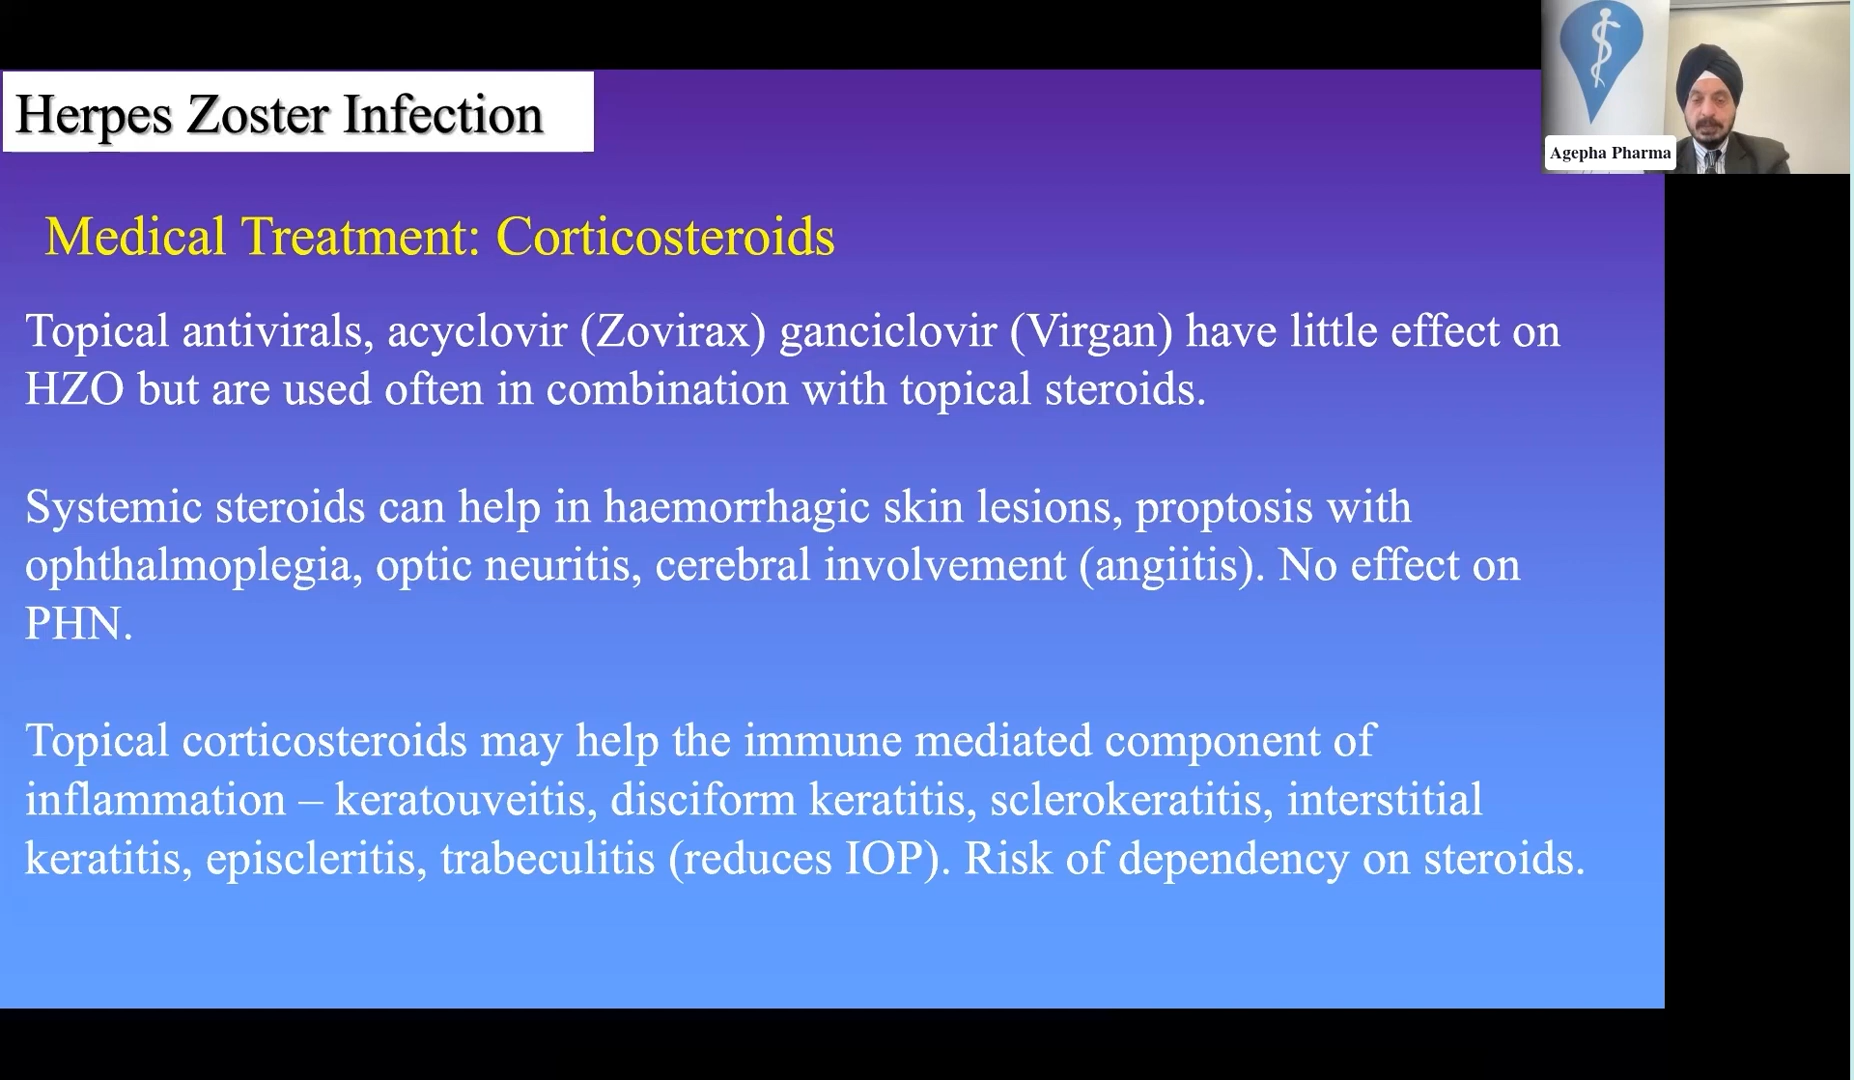 Herpes Zoster Infection
Agepha Pharma
Medical Treatment: Corticosteroids
Topical antivirals, acyclovir (Zovirax) ganciclovir (Virgan) have little effect on
HZO but are used often in combination with topical steroids.
Systemic steroids can help in haemorrhagic skin lesions, proptosis with
ophthalmoplegia, optic neuritis, cerebral involvement (angiitis). No effect on
PHN.
Topical corticosteroids may help the immune mediated component of
inflammation – keratouveitis, disciform keratitis, sclerokeratitis, interstitial
keratitis, episcleritis, trabeculitis (reduces IOP). Risk of dependency on steroids.